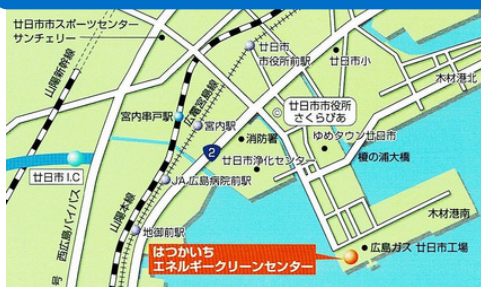 廿日市市スポーツセンター
サンチェリー
山陽新幹線
廿日市
市役所前駅
廿日市小
木材港北
広電宮島線
宮内串戸駅
宮内駅
廿日市市役所
さくらぴあ
消防署
ゆめタウン廿日市
2
廿日市浄化センター
榎の浦大橋
廿日市I.C
JA広島病院前駅
西広島バイパス
山陽本線
木材港南
地御前駅
広島ガス 廿日市工場
はつかいち
エネルギークリーンセンター
号